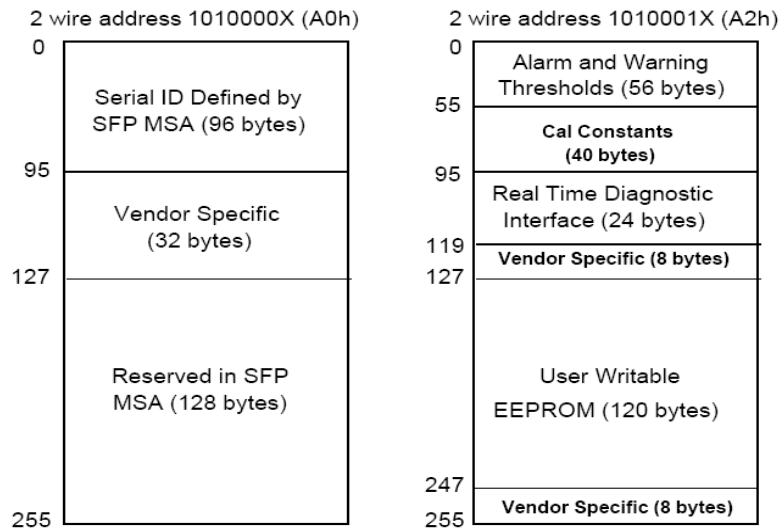 2 wire address 1010000X (A0h)
0
Serial ID Defined by
SFP MSA (96 bytes)
95
Vendor Specific
(32 bytes)
127
Reserved in SFP
MSA (128 bytes)
255
2 wire address 1010001X (A2h)
0
Alarm and Warning
Thresholds (56 bytes)
55
Cal Constants
(40 bytes)
95
Real Time Diagnostic
Interface (24 bytes)
119
Vendor Specific (8 bytes)
127
User Writable
EEPROM (120 bytes)
247
Vendor Specific (8 bytes)
255